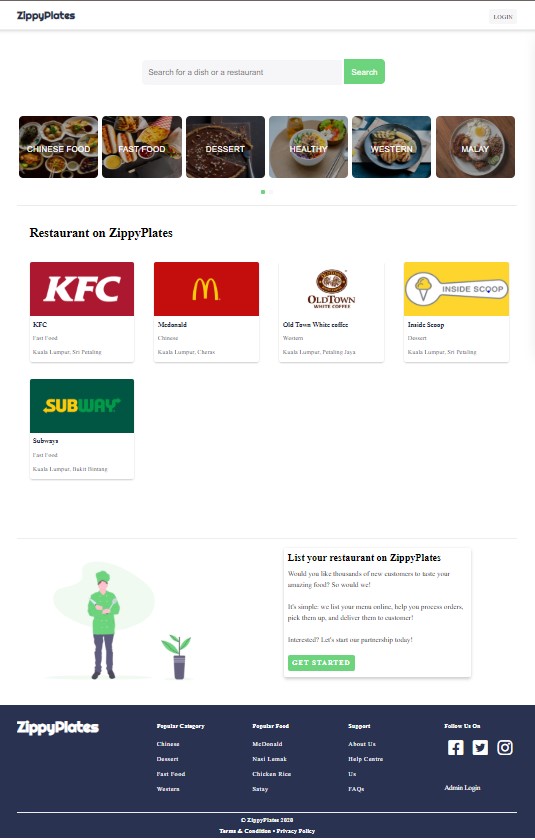 ZippyPlates
LOGIN
Search for a dish or a restaurant
Search
CHINESE FOOD
FAST FOOD
DESSERT
HEALTHY
WESTERN
MALAY
Restaurant on ZippyPlates
KFC
M
OLDTOWN
WHITE COFFEE
INSIDE SCOOP
KFC
Fast Food
Kuala Lumpur, Sri Petaling
Mcdonald
Chinese
Kuala Lumpur, Cheras
Old Town White coffee
Western
Kuala Lumpur, Petaling Jaya
Inside Scoop
Dessert
Kuala Lumpur, Sri Petaling
SUBWAY
Subways
Fast Food
Kuala Lumpur, Bukit Bintang
List your restaurant on ZippyPlates
Would you like thousands of new customers to taste your
amazing food? So would we!
It's simple: we list your menu online, help you process orders,
pick them up, and deliver them to customer!
Interested? Let's start our partnership today!
GET STARTED
ZippyPlates
Popular Category
Chinese
Dessert
Fast Food
Western
Popular Food
McDonald
Nasi Lamak
Chicken Rice
Satay
Support
About Us
Help Centre
Us
FAQs
Follow Us On
Admin Login
© ZippyPlates 2020
Terms & Condition • Privacy Policy